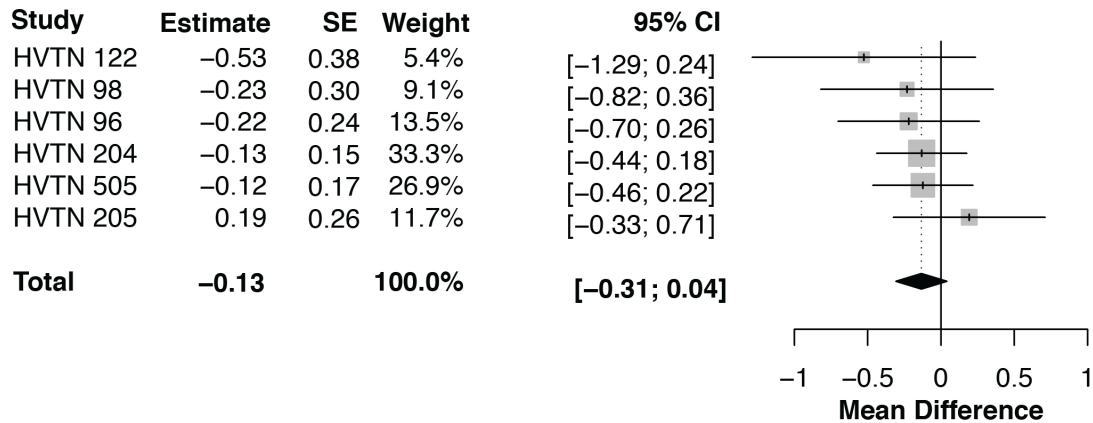 Study Estimate SE Weight 95% CI
HVTN 122 −0.53 0.38 5.4% [−1.29; 0.24]
HVTN 98 −0.23 0.30 9.1% [−0.82; 0.36]
HVTN 96 −0.22 0.24 13.5% [−0.70; 0.26]
HVTN 204 −0.13 0.15 33.3% [−0.44; 0.18]
HVTN 505 −0.12 0.17 26.9% [−0.46; 0.22]
HVTN 205 0.19 0.26 11.7% [−0.33; 0.71]
Total −0.13 100.0% [−0.31; 0.04]
−1 −0.5 0 0.5 1
Mean Difference